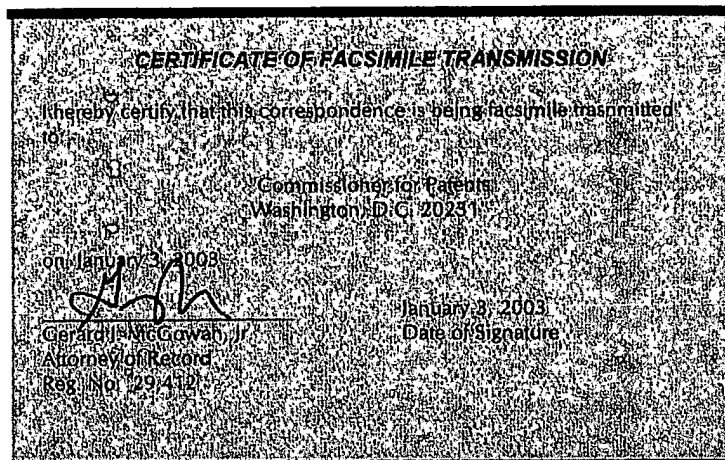 CERTIFICATE OF FACSIMILE TRANSMISSION
I hereby certify that this correspondence is being facsimile trasnmitted
to
Commissioner for Patents
Washington, D.C. 20231
on January 3, 2003
Gerard J. McGowan, Jr.
January 3, 2003
Attorney of Record
Date of Signature
Reg. No. 29,412